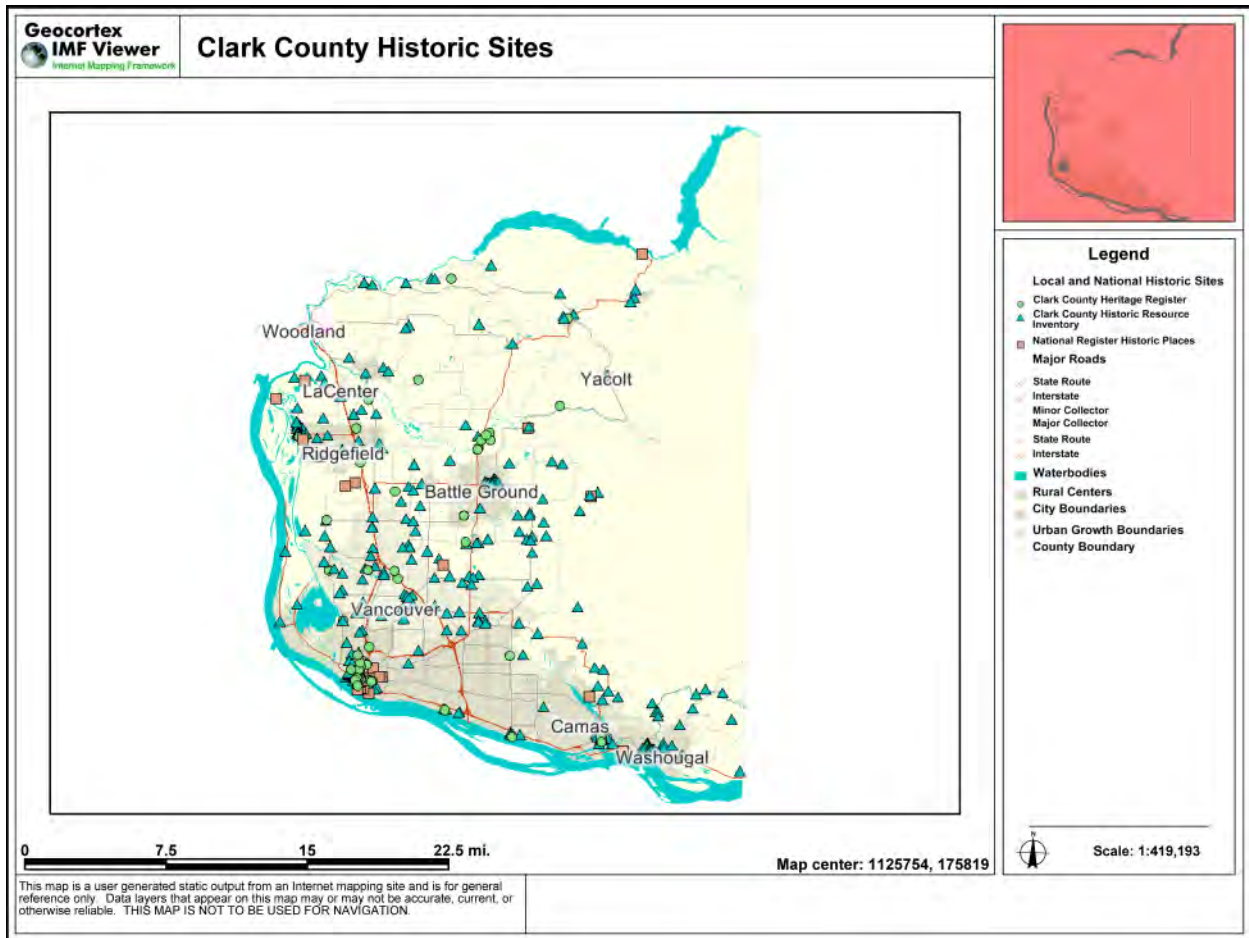 Geocortex
IMF Viewer
Internet Mapping Framework
Clark County Historic Sites
Woodland
Yacolt
LaCenter
Ridgefield
Battle Ground
Vancouver
Camas
Washougal
Legend
Local and National Historic Sites
Clark County Heritage Register
Clark County Historic Resource
Inventory
National Register Historic Places
Major Roads
State Route
Interstate
Minor Collector
Major Collector
State Route
Interstate
Waterbodies
Rural Centers
City Boundaries
Urban Growth Boundaries
County Boundary
N
Scale: 1:419,193
0 7.5 15 22.5 mi.
Map center: 1125754, 175819
This map is a user generated static output from an Internet mapping site and is for general
reference only. Data layers that appear on this map may or may not be accurate, current, or
otherwise reliable. THIS MAP IS NOT TO BE USED FOR NAVIGATION.